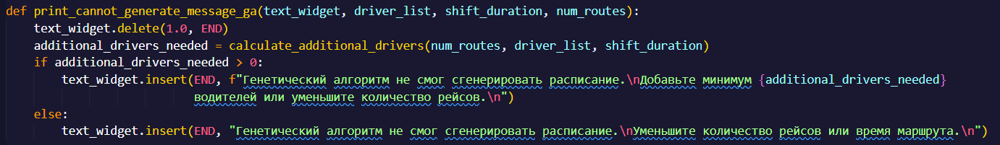 def print_cannot_generate_message_ga(text_widget, driver_list, shift_duration, num_routes):
    text_widget.delete(1.0, END)
    additional_drivers_needed = calculate_additional_drivers(num_routes, driver_list, shift_duration)
    if additional_drivers_needed > 0:
        text_widget.insert(END, f"Генетический алгоритм не смог сгенерировать расписание.\nДобавьте минимум {additional_drivers_needed}
                           водителей или уменьшите количество рейсов.\n")
    else:
        text_widget.insert(END, "Генетический алгоритм не смог сгенерировать расписание.\nУменьшите количество рейсов или время маршрута.\n")